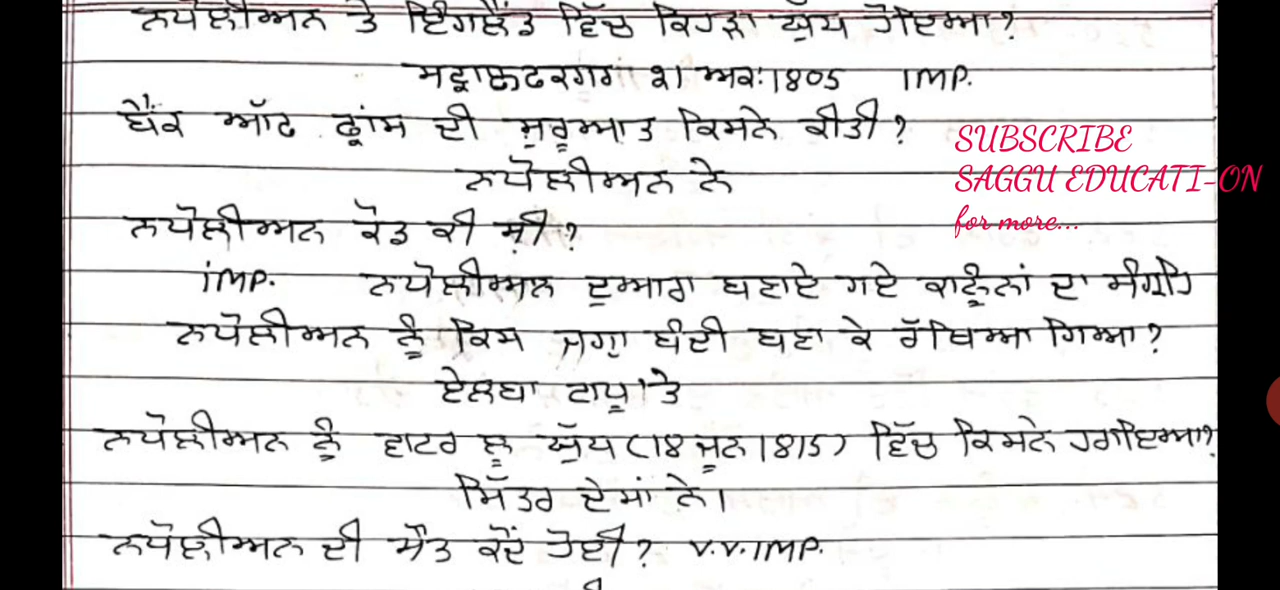 ਨਪੋਲੀਅਨ ਤੇ ਇੰਗਲੈਂਡ ਵਿੱਚ ਕਿਹੜਾ ਯੁੱਧ ਹੋਇਆ?
21 ਅਕ: 1805 IMP.
ਬੈਂਕ ਆੱਫ ਫ੍ਰਾਂਸ ਦੀ ਸ਼ੁਰੂਆਤ ਕਿਸਨੇ ਕੀਤੀ?
ਨਪੋਲੀਅਨ ਨੇ
ਨਪੋਲੀਅਨ ਕੋਡ ਕੀ ਸੀ?
IMP. ਨਪੋਲੀਅਨ ਦੁਆਰਾ ਬਣਾਏ ਗਏ ਕਾਨੂੰਨਾਂ ਦਾ ਸੰਗ੍ਰਹਿ
ਨਪੋਲੀਅਨ ਨੂੰ ਕਿਸ ਜਗ੍ਹਾ ਬੰਦੀ ਬਣਾ ਕੇ ਰੱਖਿਆ ਗਿਆ?
ਏਲਬਾ ਟਾਪੂ ਤੇ
ਨਪੋਲੀਅਨ ਨੂੰ ਵਾਟਰ ਲੂ ਯੁੱਧ (18 ਜੂਨ 1815) ਵਿੱਚ ਕਿਸਨੇ ਹਰਾਇਆ?
ਮਿੱਤਰ ਦੇਸਾਂ ਨੇ।
ਨਪੋਲੀਅਨ ਦੀ ਮੌਤ ਕਦੋਂ ਹੋਈ? V.V.IMP.
SUBSCRIBE
SAGGU EDUCATI-ON
for more...